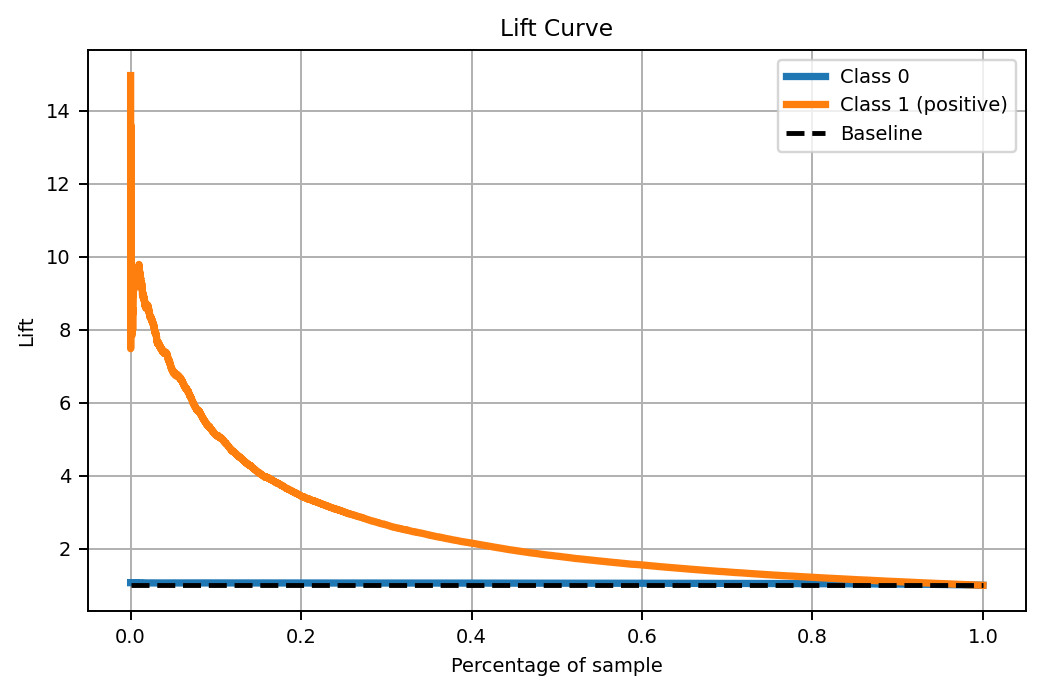 Lift Curve
Class 0
Class 1 (positive)
Baseline
14
12
10
8
6
4
2
Lift
0.0 0.2 0.4 0.6 0.8 1.0
Percentage of sample